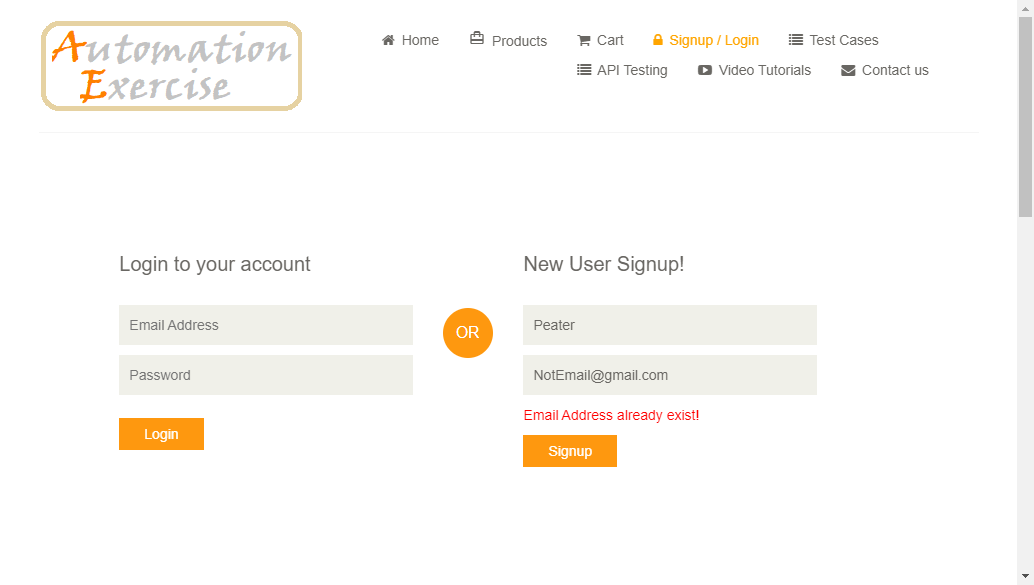 Automation
Exercise
Home
Products
Cart
Signup / Login
Test Cases
API Testing
Video Tutorials
Contact us
Login to your account
Email Address
Password
Login
OR
New User Signup!
Peater
NotEmail@gmail.com
Email Address already exist!
Signup